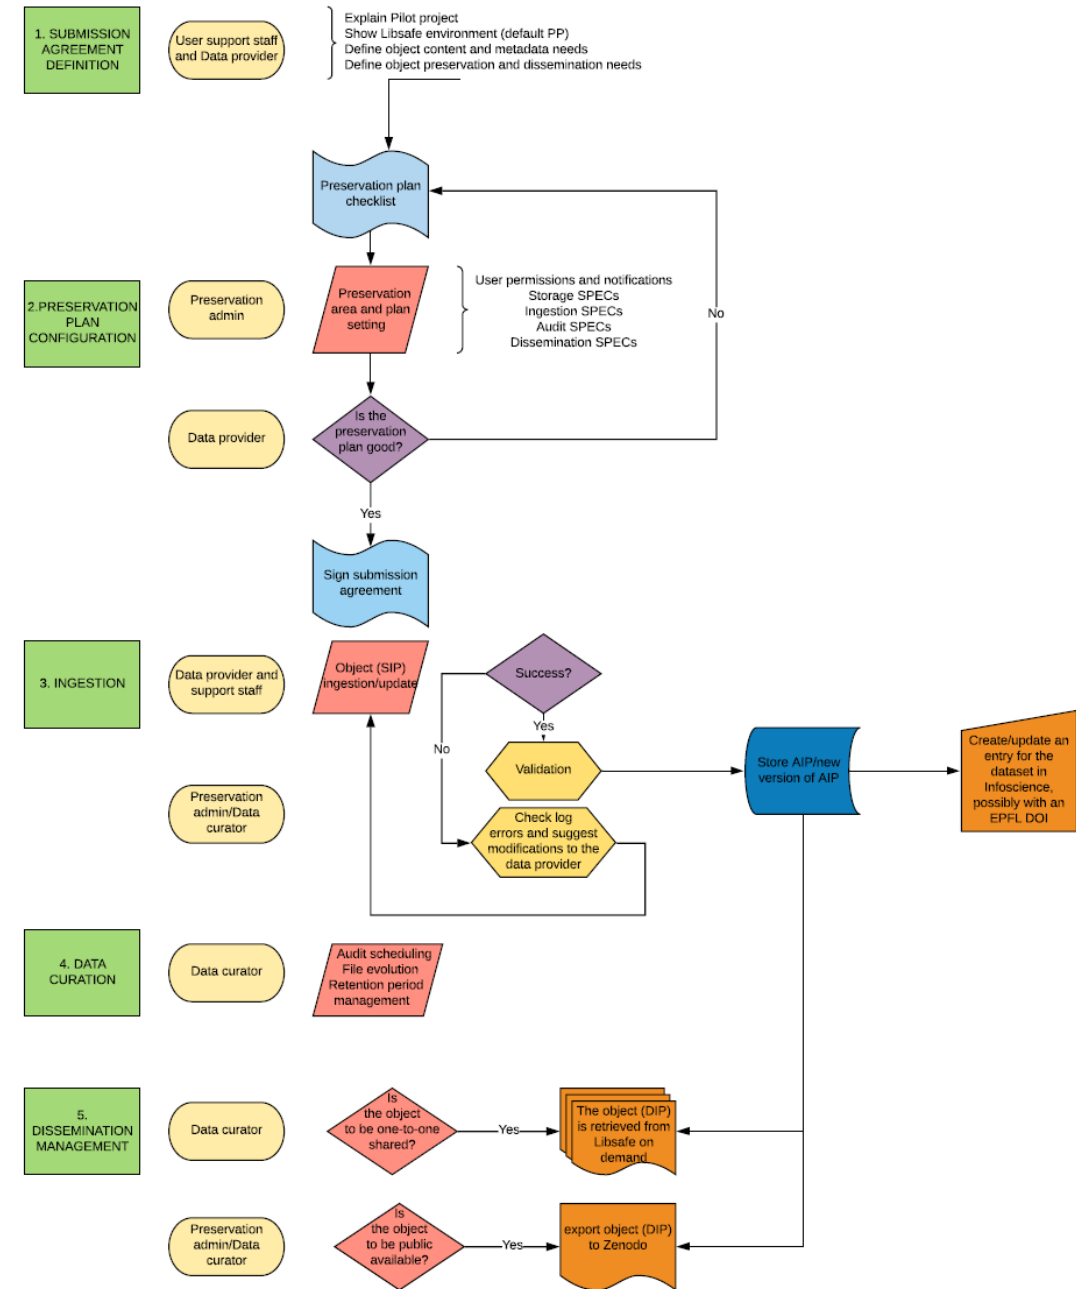 1. SUBMISSION
AGREEMENT
DEFINITION
User support staff
and Data provider
Explain Pilot project
Show Libsafe environment (default PP)
Define object content and metadata needs
Define object preservation and dissemination needs
Preservation plan
checklist
2.PRESERVATION
PLAN
CONFIGURATION
Preservation
admin
Preservation
area and plan
setting
User permissions and notifications
Storage SPECs
Ingestion SPECs
Audit SPECs
Dissemination SPECs
No
Data provider
Is the
preservation
plan good?
Yes
Sign submission
agreement
3. INGESTION
Data provider and
support staff
Object (SIP)
ingestion/update
Success?
Yes
No
Validation
Store AIP/new
version of AIP
Create/update an
entry for the
dataset in
Infoscience,
possibly with an
EPFL DOI
Preservation
admin/Data
curator
Check log
errors and suggest
modifications to the
data provider
4. DATA
CURATION
Data curator
Audit scheduling
File evolution
Retention period
management
5.
DISSEMINATION
MANAGEMENT
Data curator
Is
the object
to be one-to-one
shared?
Yes
The object (DIP)
is retrieved from
Libsafe on
demand
Preservation
admin/Data
curator
Is
the object
to be public
available?
Yes
export object (DIP)
to Zenodo